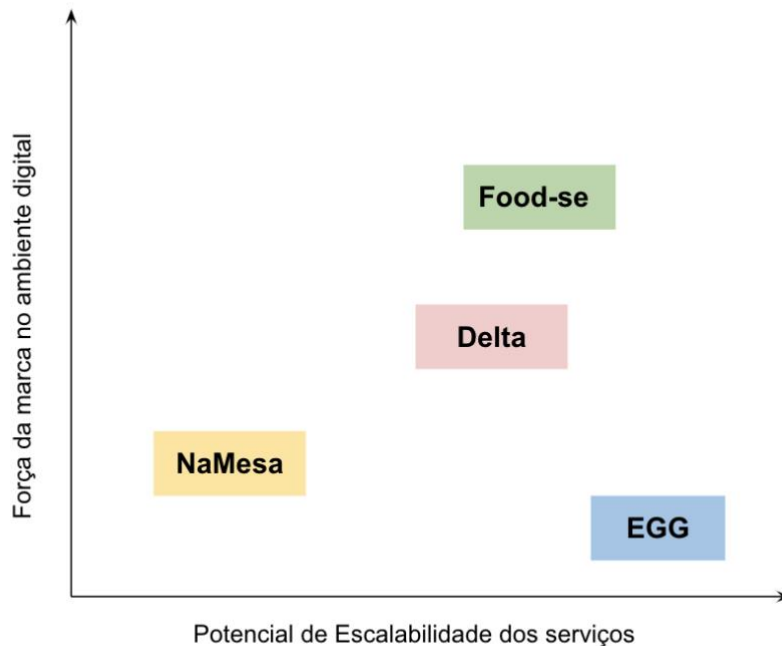 Força da marca no ambiente digital
Food-se
Delta
NaMesa
EGG
Potencial de Escalabilidade dos serviços